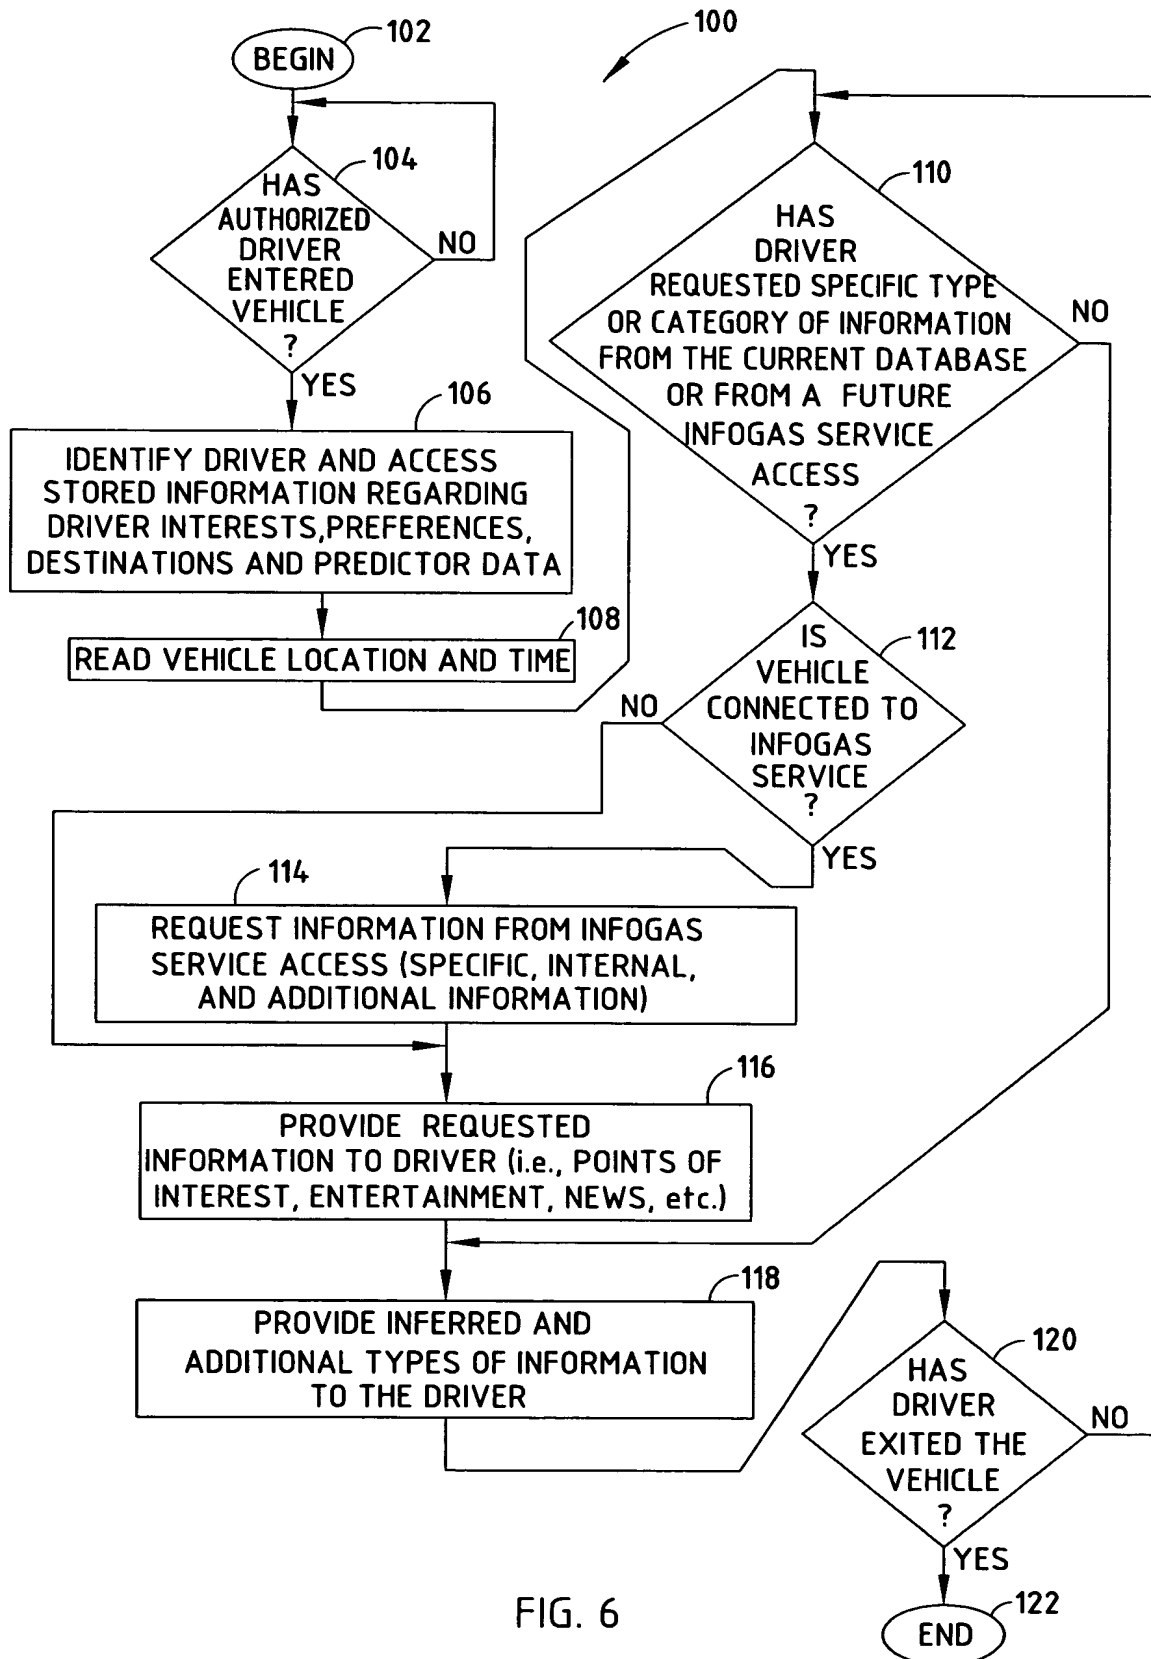 BEGIN
102
100
104
HAS
AUTHORIZED
DRIVER
ENTERED
VEHICLE
?
NO
YES
106
IDENTIFY DRIVER AND ACCESS
STORED INFORMATION REGARDING
DRIVER INTERESTS,PREFERENCES,
DESTINATIONS AND PREDICTOR DATA
108
READ VEHICLE LOCATION AND TIME
110
HAS
DRIVER
REQUESTED SPECIFIC TYPE
OR CATEGORY OF INFORMATION
FROM THE CURRENT DATABASE
OR FROM A FUTURE
INFOGAS SERVICE
ACCESS
?
NO
YES
112
IS
VEHICLE
CONNECTED TO
INFOGAS
SERVICE
?
NO
YES
114
REQUEST INFORMATION FROM INFOGAS
SERVICE ACCESS (SPECIFIC, INTERNAL,
AND ADDITIONAL INFORMATION)
116
PROVIDE REQUESTED
INFORMATION TO DRIVER (i.e., POINTS OF
INTEREST, ENTERTAINMENT, NEWS, etc.)
118
PROVIDE INFERRED AND
ADDITIONAL TYPES OF INFORMATION
TO THE DRIVER
120
HAS
DRIVER
EXITED THE
VEHICLE
?
NO
YES
122
END
FIG. 6